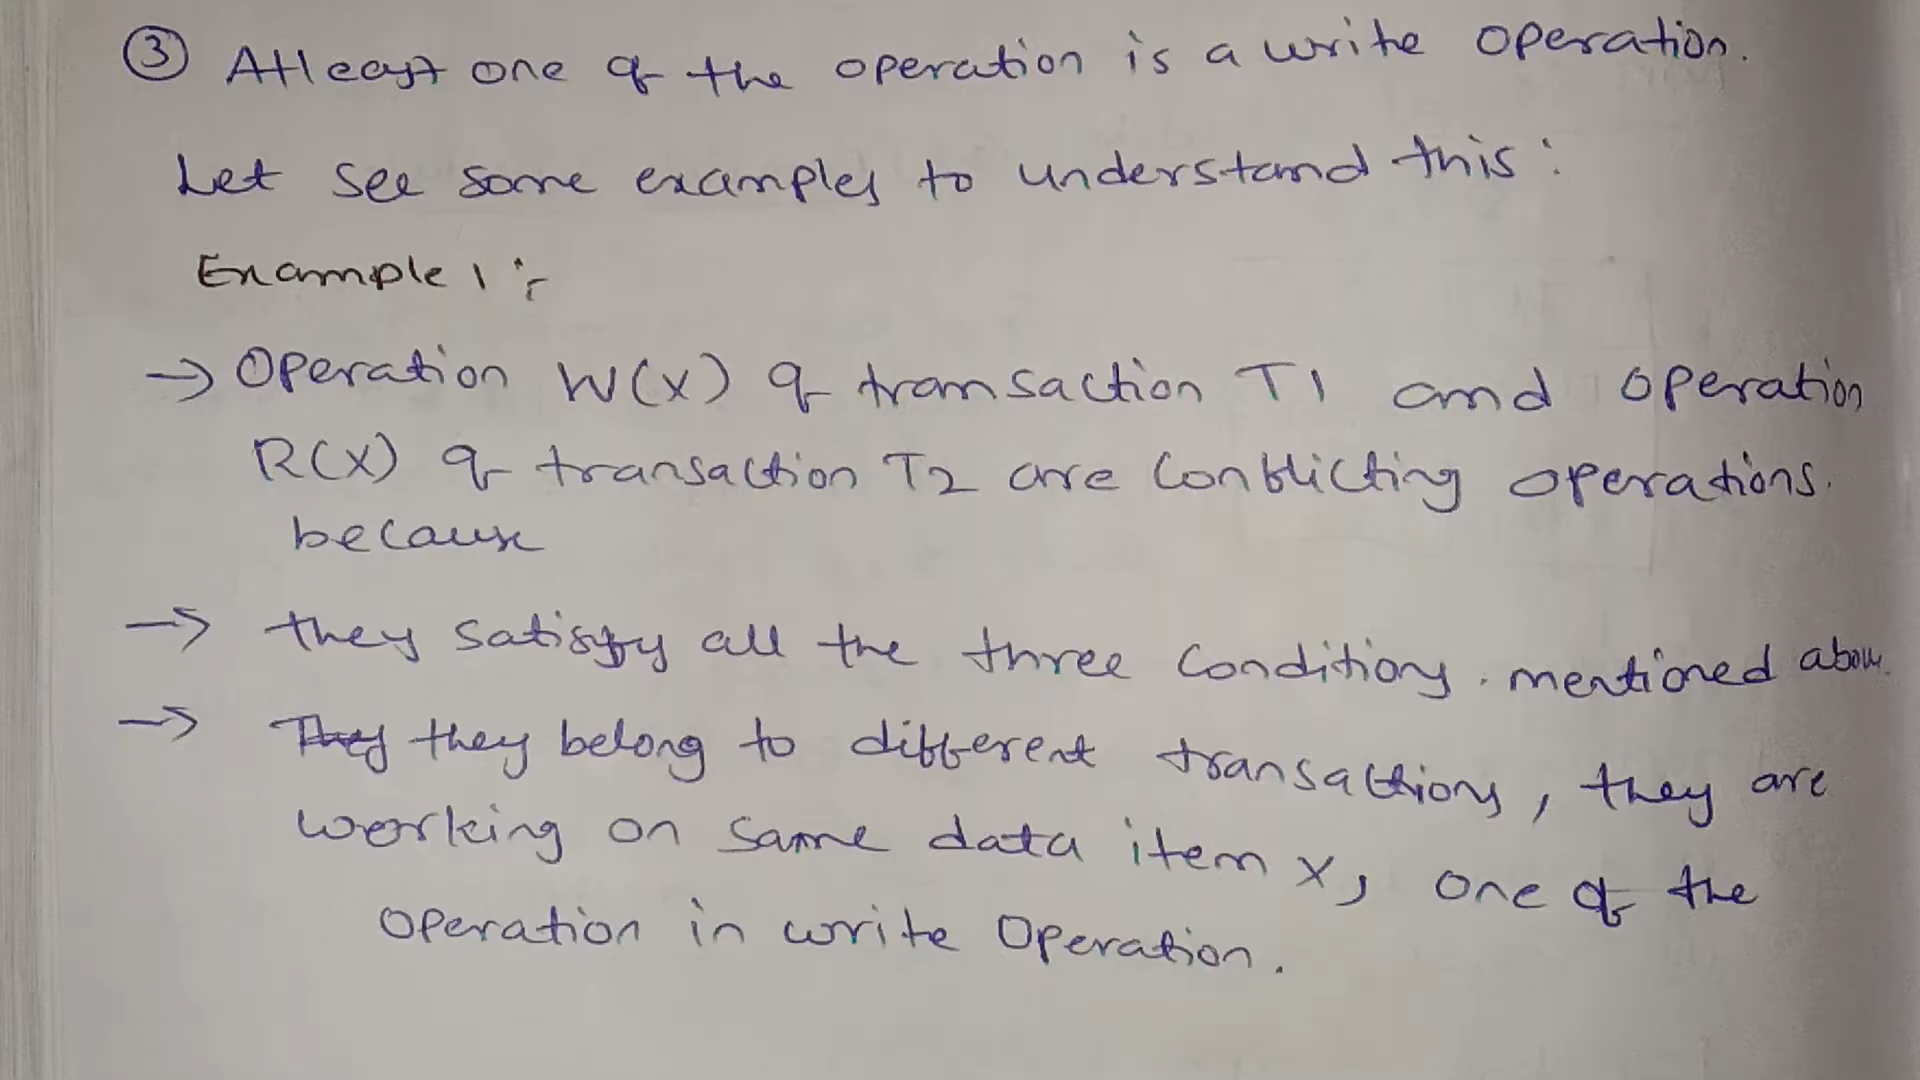 ③ Atleast one of the operation is a write operation.
Let see some examples to understand this:
Example 1 :-
→ Operation W(X) of transaction T1 and operation
R(X) of transaction T2 are conflicting operations.
because
→ they satisfy all the three conditions. mentioned above.
→ They they belong to different transactions, they are
working on same data item X, one of the
operation in write operation.